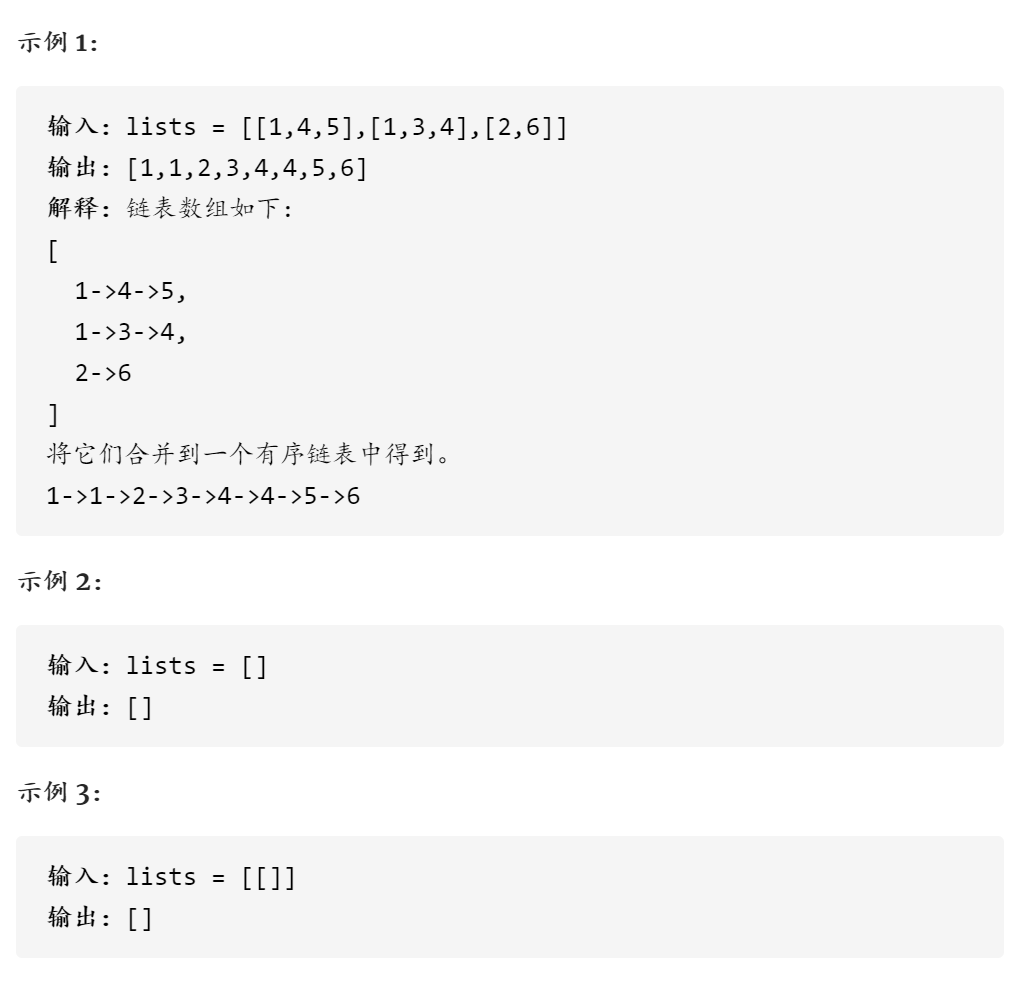 示例 1:
输入: lists = [[1,4,5],[1,3,4],[2,6]]
输出: [1,1,2,3,4,4,5,6]
解释: 链表数组如下:
[
  1->4->5,
  1->3->4,
  2->6
]
将它们合并到一个有序链表中得到。
1->1->2->3->4->4->5->6
示例 2:
输入: lists = []
输出: []
示例 3:
输入: lists = [[]]
输出: []